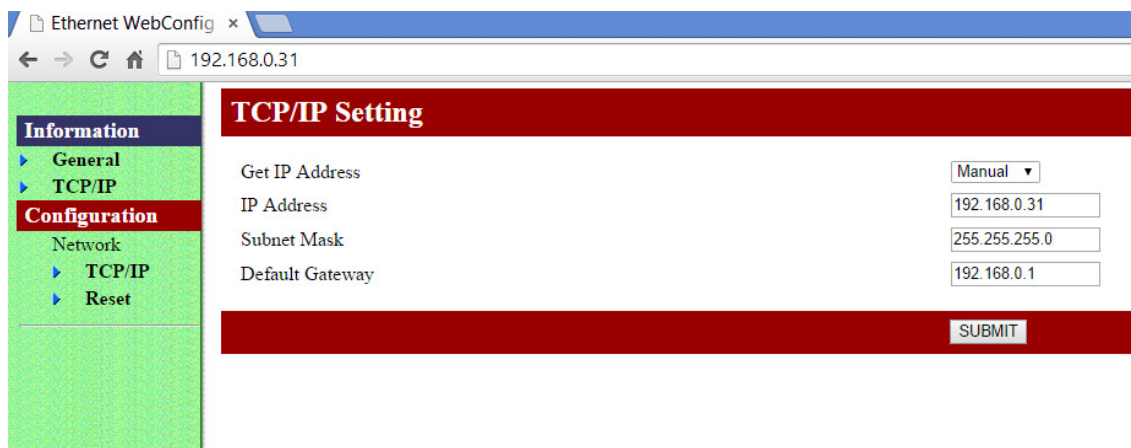 Ethernet WebConfig ×
192.168.0.31
Information
General
TCP/IP
Configuration
Network
TCP/IP
Reset
TCP/IP Setting
Get IP Address Manual
IP Address 192.168.0.31
Subnet Mask 255.255.255.0
Default Gateway 192.168.0.1
SUBMIT